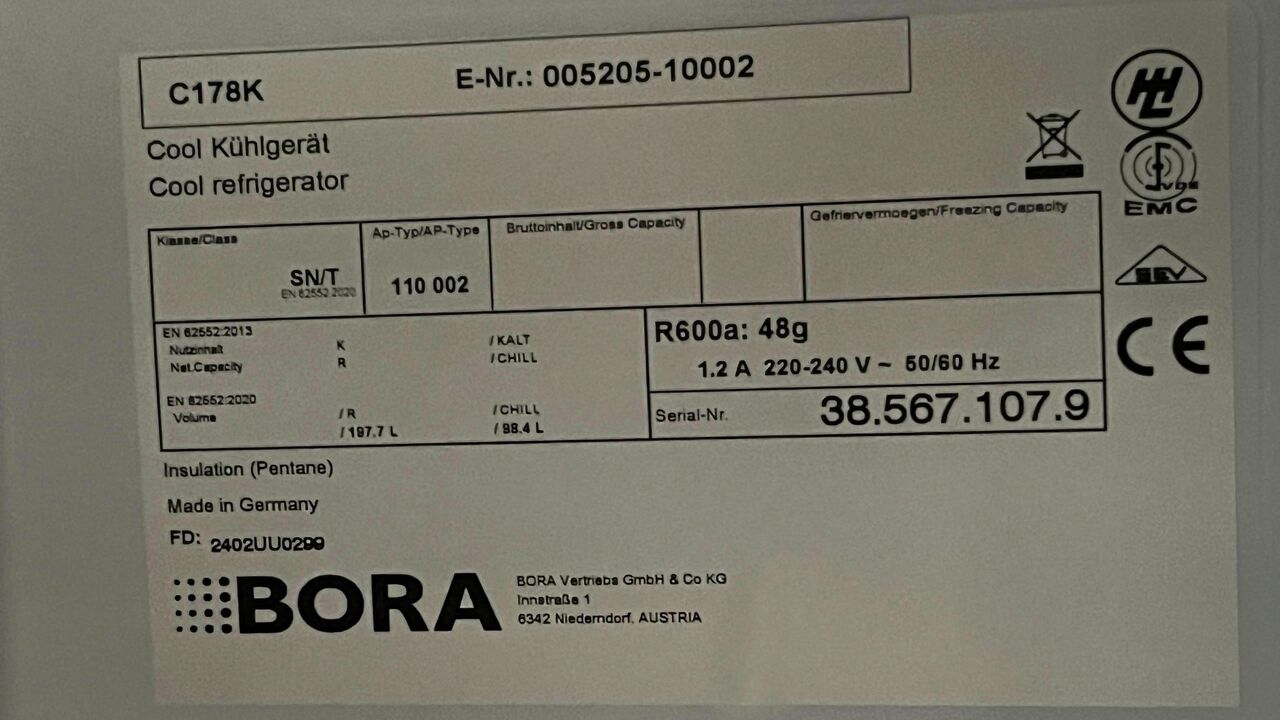 C178K E-Nr.: 005205-10002
Cool Kühlgerät
Cool refrigerator
Klasse/Class Ap-Typ/AP-Type Bruttoinhalt/Gross Capacity Gefriervermoegen/Freezing Capacity
SN/T 110 002
EN 62552:2020
EN 62552:2013
Nutzinhalt K /KALT
Net.Capacity R /CHILL
EN 62552:2020
Volume /R /CHILL
/197.7 L /98.4 L
R600a: 48g
1.2 A 220-240 V ~ 50/60 Hz
Serial-Nr. 38.567.107.9
Insulation (Pentane)
Made in Germany
FD: 2402UU0299
BORA
BORA Vertriebs GmbH & Co KG
Innstraße 1
6342 Niederndorf, AUSTRIA
VDE
EMC
SEV
CE